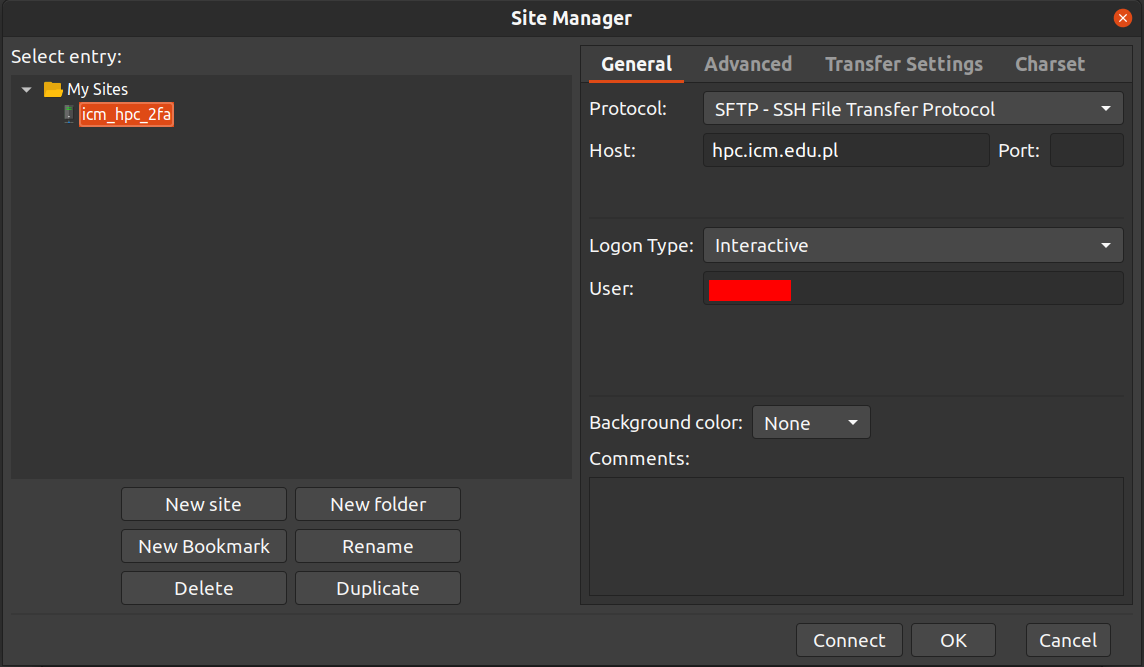 Site Manager
Select entry:
My Sites
icm_hpc_2fa
New site
New folder
New Bookmark
Rename
Delete
Duplicate
General Advanced Transfer Settings Charset
Protocol: SFTP - SSH File Transfer Protocol
Host: hpc.icm.edu.pl Port:
Logon Type: Interactive
User:
Background color: None
Comments:
Connect OK Cancel